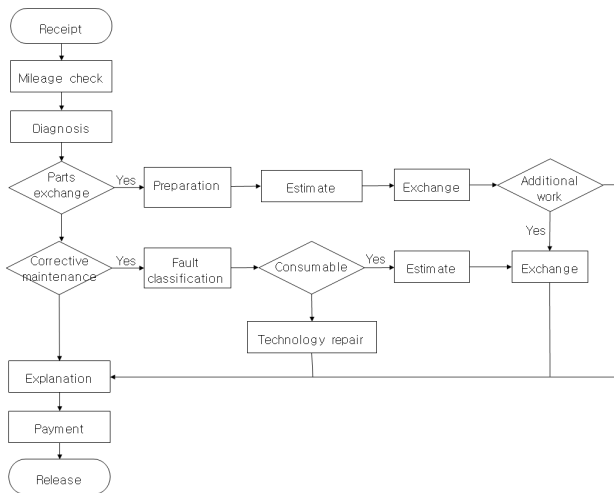 Receipt
Mileage check
Diagnosis
Parts
exchange
Yes
Preparation
Estimate
Exchange
Additional
work
Yes
Corrective
maintenance
Yes
Fault
classification
Consumable
Yes
Estimate
Exchange
Technology repair
Explanation
Payment
Release